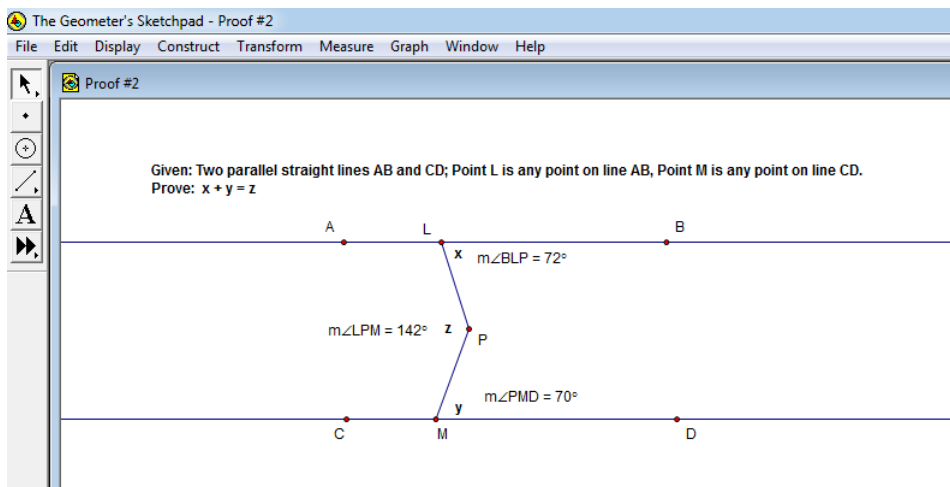 The Geometer's Sketchpad - Proof #2
File Edit Display Construct Transform Measure Graph Window Help
Proof #2
A
Given: Two parallel straight lines AB and CD; Point L is any point on line AB, Point M is any point on line CD.
Prove: x + y = z
A L B
x m∠BLP = 72°
m∠LPM = 142° z P
m∠PMD = 70°
y
C M D